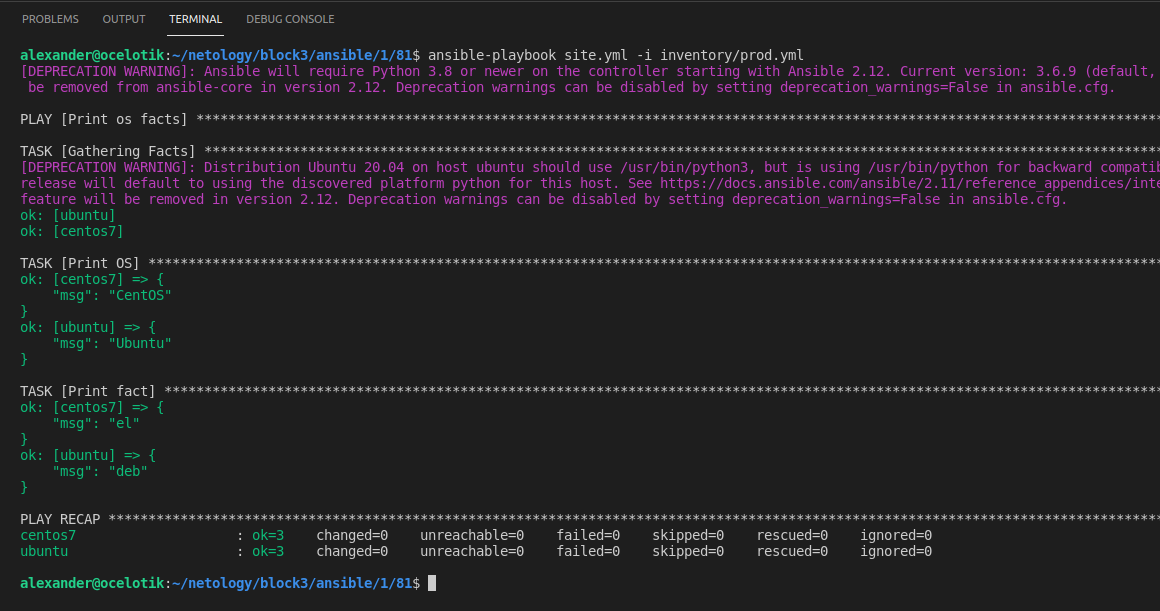 PROBLEMS OUTPUT TERMINAL DEBUG CONSOLE
alexander@ocelotik:~/netology/block3/ansible/1/81$ ansible-playbook site.yml -i inventory/prod.yml
[DEPRECATION WARNING]: Ansible will require Python 3.8 or newer on the controller starting with Ansible 2.12. Current version: 3.6.9 (default,
be removed from ansible-core in version 2.12. Deprecation warnings can be disabled by setting deprecation_warnings=False in ansible.cfg.
PLAY [Print os facts] *************************************************************************************************************************
TASK [Gathering Facts] ************************************************************************************************************************
[DEPRECATION WARNING]: Distribution Ubuntu 20.04 on host ubuntu should use /usr/bin/python3, but is using /usr/bin/python for backward compatib
release will default to using the discovered platform python for this host. See https://docs.ansible.com/ansible/2.11/reference_appendices/inte
feature will be removed in version 2.12. Deprecation warnings can be disabled by setting deprecation_warnings=False in ansible.cfg.
ok: [ubuntu]
ok: [centos7]
TASK [Print OS] *******************************************************************************************************************************
ok: [centos7] => {
    "msg": "CentOS"
}
ok: [ubuntu] => {
    "msg": "Ubuntu"
}
TASK [Print fact] *****************************************************************************************************************************
ok: [centos7] => {
    "msg": "el"
}
ok: [ubuntu] => {
    "msg": "deb"
}
PLAY RECAP ************************************************************************************************************************************
centos7                    : ok=3    changed=0    unreachable=0    failed=0    skipped=0    rescued=0    ignored=0
ubuntu                     : ok=3    changed=0    unreachable=0    failed=0    skipped=0    rescued=0    ignored=0
alexander@ocelotik:~/netology/block3/ansible/1/81$